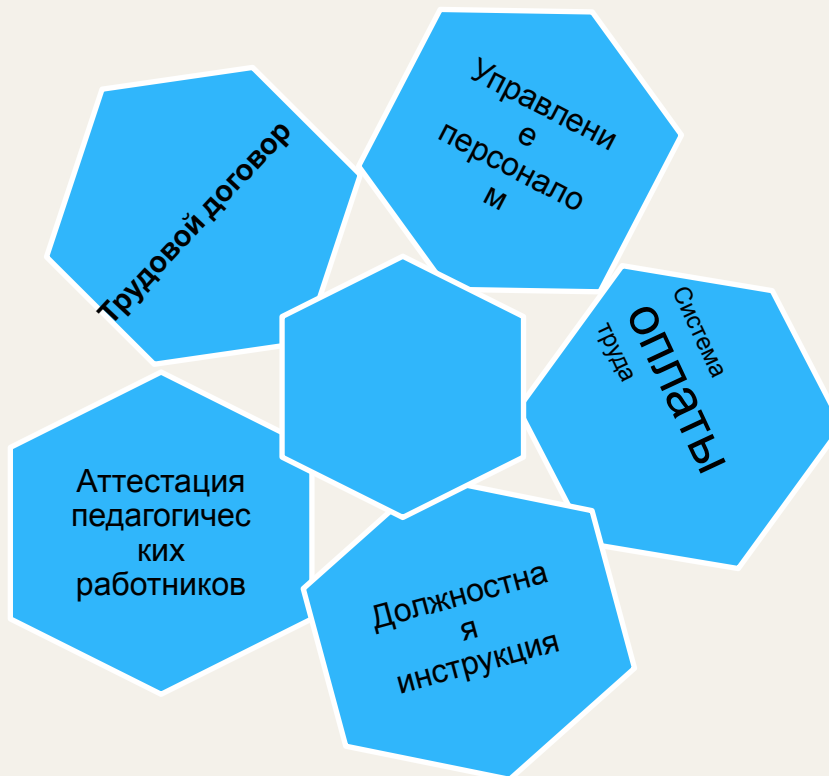 Трудовой договор
Управлени
е
персонало
м
Система
оплаты
труда
Аттестация
педагогичес
ких
работников
Должностна
я
инструкция